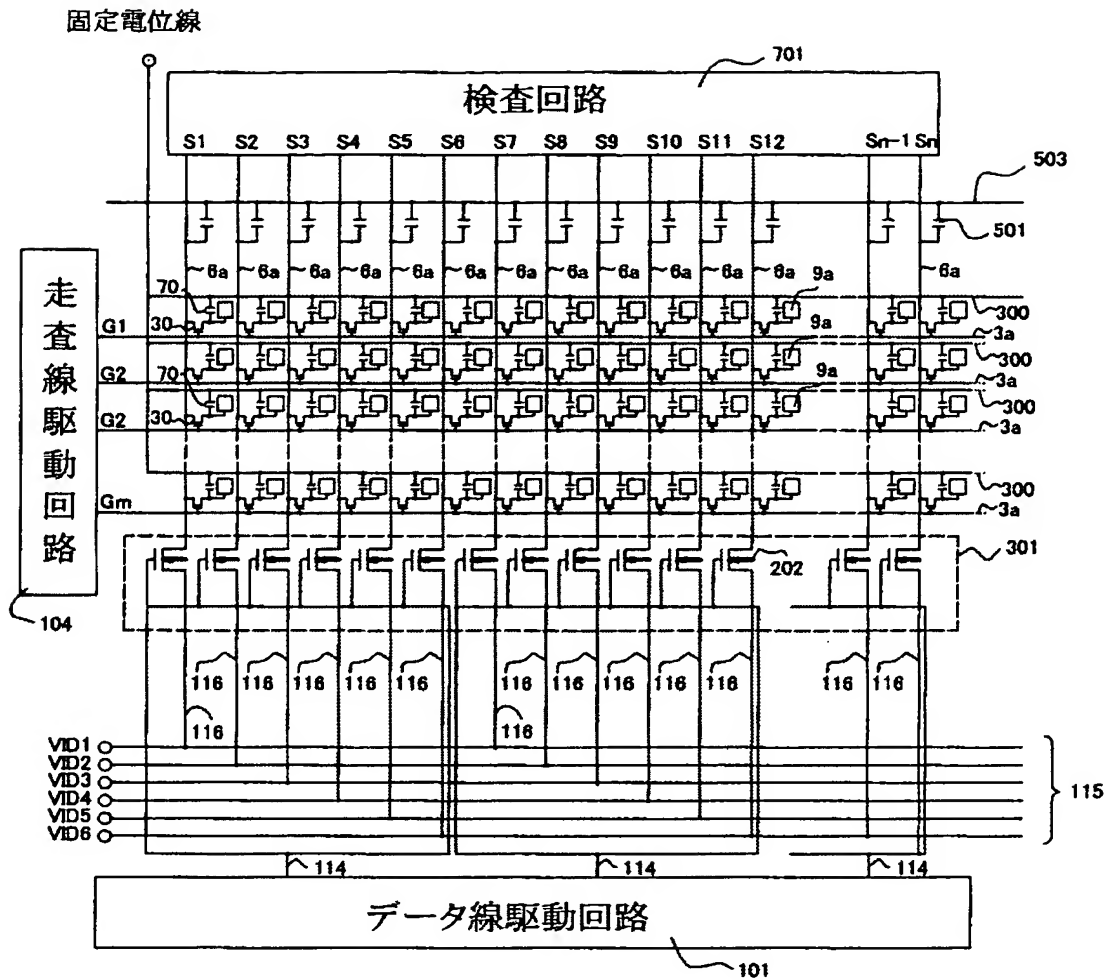 固定電位線
701
検査回路
S1 S2 S3 S4 S5 S6 S7 S8 S9 S10 S11 S12 Sn-1 Sn
503
501
6a 6a 6a 6a 6a 6a 6a 6a 6a 6a 6a 6a 6a
走査線駆動回路
70 9a
300
G1 30 3a
9a 300
G2 3a
70 9a 300
G2 30 3a
300
Gm 3a
301
202
104
116 116 116 116 116 116 116 116 116 116 116 116
116 116
VID1
VID2
VID3
VID4
VID5
VID6
115
114 114 114
データ線駆動回路
101